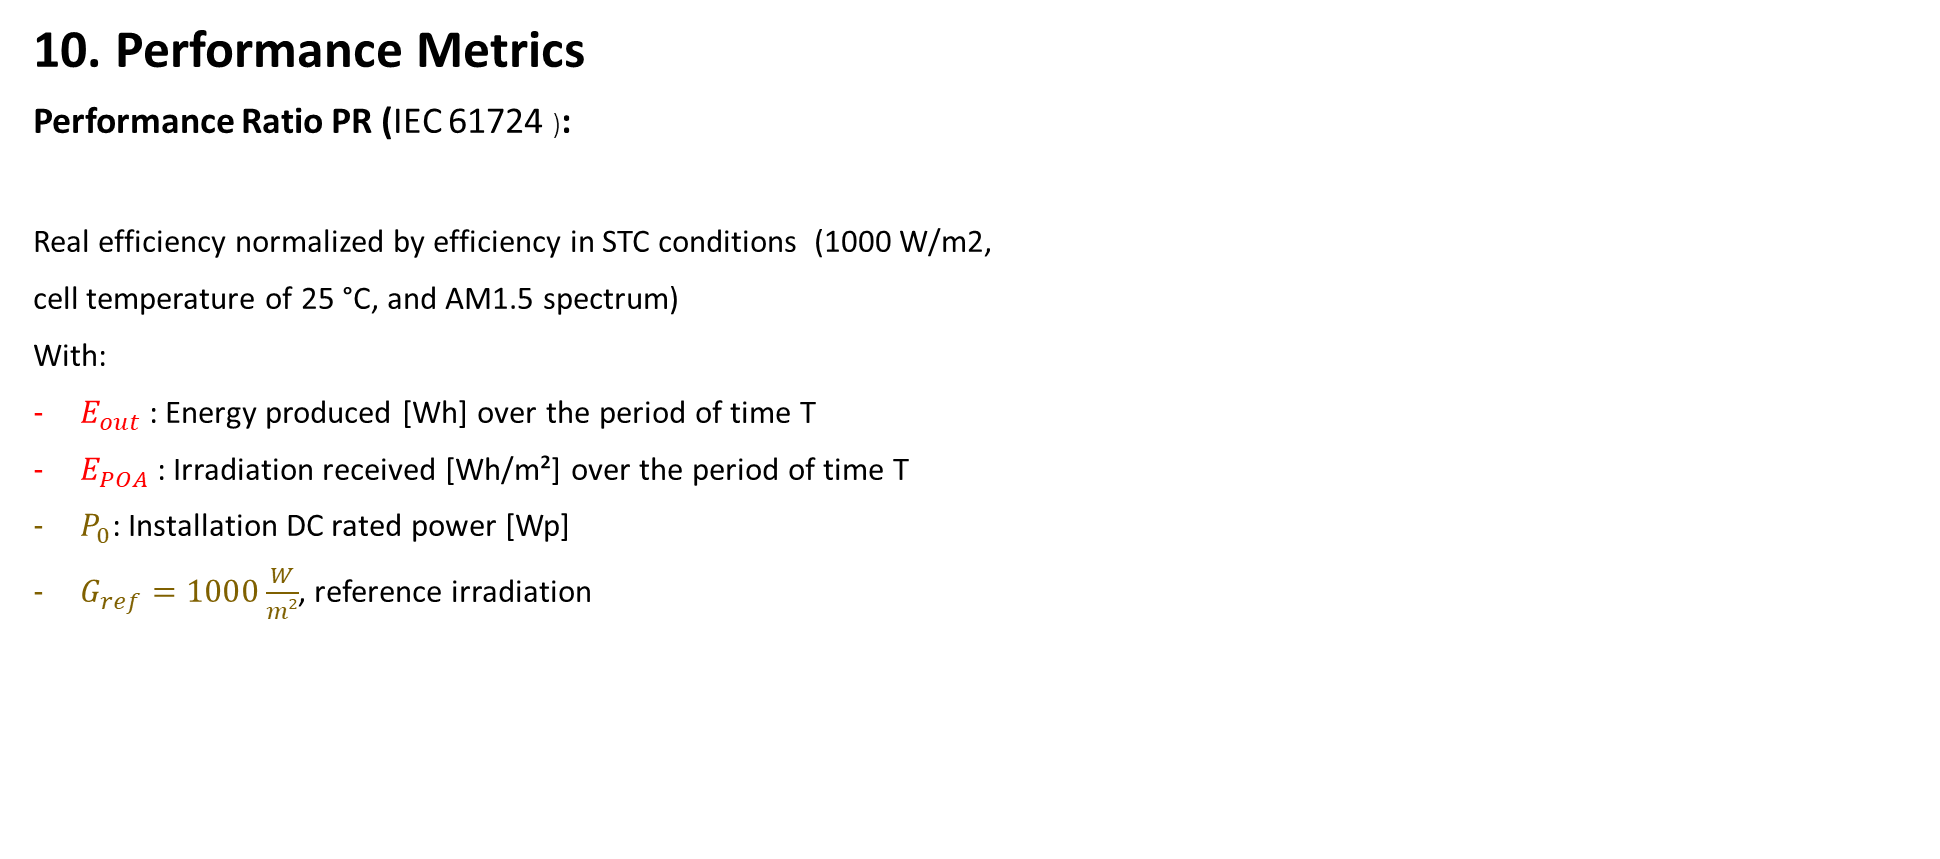 10. Performance Metrics
Performance Ratio PR (IEC 61724 ):
Real efficiency normalized by efficiency in STC conditions  (1000 W/m2,
cell temperature of 25 °C, and AM1.5 spectrum)
With:
- E_out : Energy produced [Wh] over the period of time T
- E_POA : Irradiation received [Wh/m²] over the period of time T
- P_0: Installation DC rated power [Wp]
- G_ref = 1000 W/m², reference irradiation